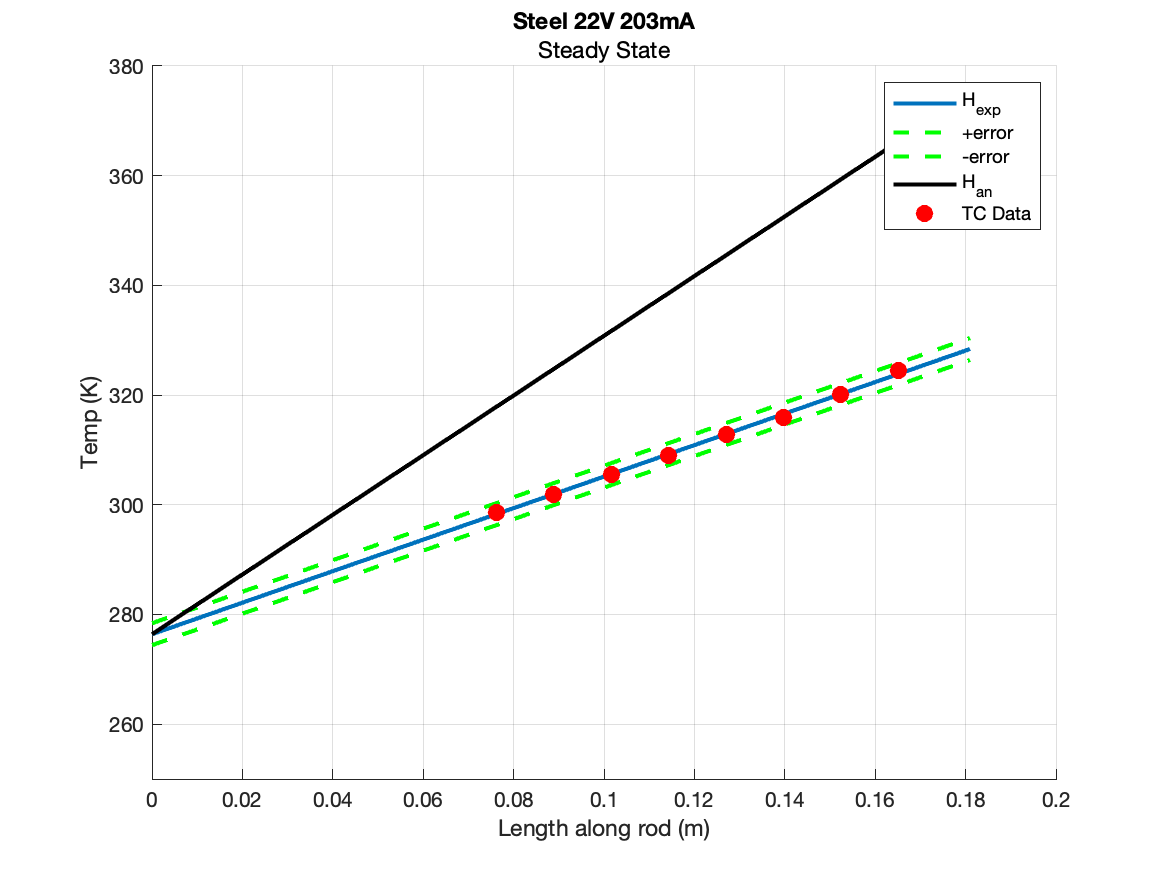 Steel 22V 203mA
Steady State
380
360
340
320
300
280
260
Temp (K)
0 0.02 0.04 0.06 0.08 0.1 0.12 0.14 0.16 0.18 0.2
Length along rod (m)
H_exp
+error
-error
H_an
TC Data